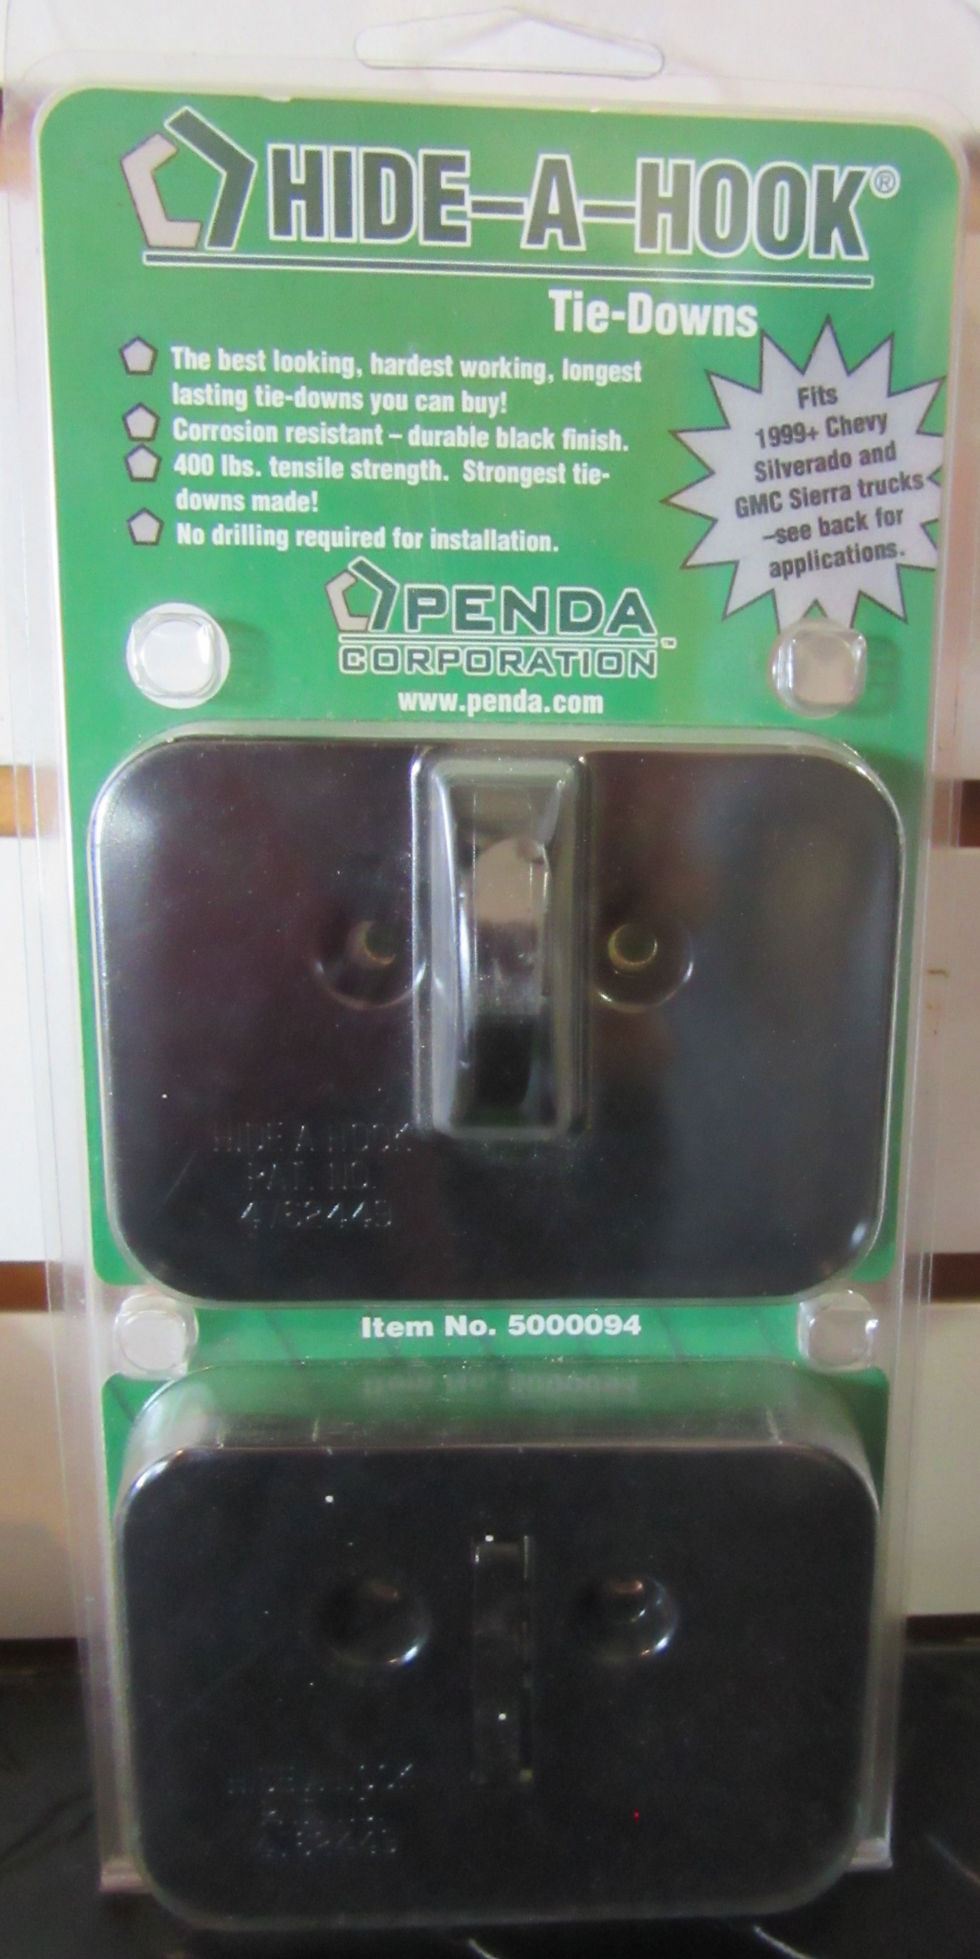 HIDE-A-HOOK®
Tie-Downs
The best looking, hardest working, longest
lasting tie-downs you can buy!
Corrosion resistant – durable black finish.
400 lbs. tensile strength. Strongest tie-
downs made!
No drilling required for installation.
Fits
1999+ Chevy
Silverado and
GMC Sierra trucks
–see back for
applications.
PENDA
CORPORATION™
www.penda.com
HIDE A HOOK
PAT. NO.
4762449
Item No. 5000094
HIDE A HOOK